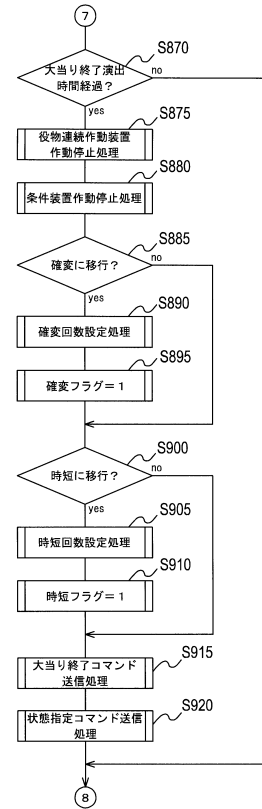 7
S870
大当り終了演出
時間経過?
no
yes
S875
役物連続作動装置
作動停止処理
S880
条件装置作動停止処理
S885
確変に移行?
no
yes
S890
確変回数設定処理
S895
確変フラグ=1
S900
時短に移行?
no
yes
S905
時短回数設定処理
S910
時短フラグ=1
S915
大当り終了コマンド
送信処理
S920
状態指定コマンド送信
処理
8